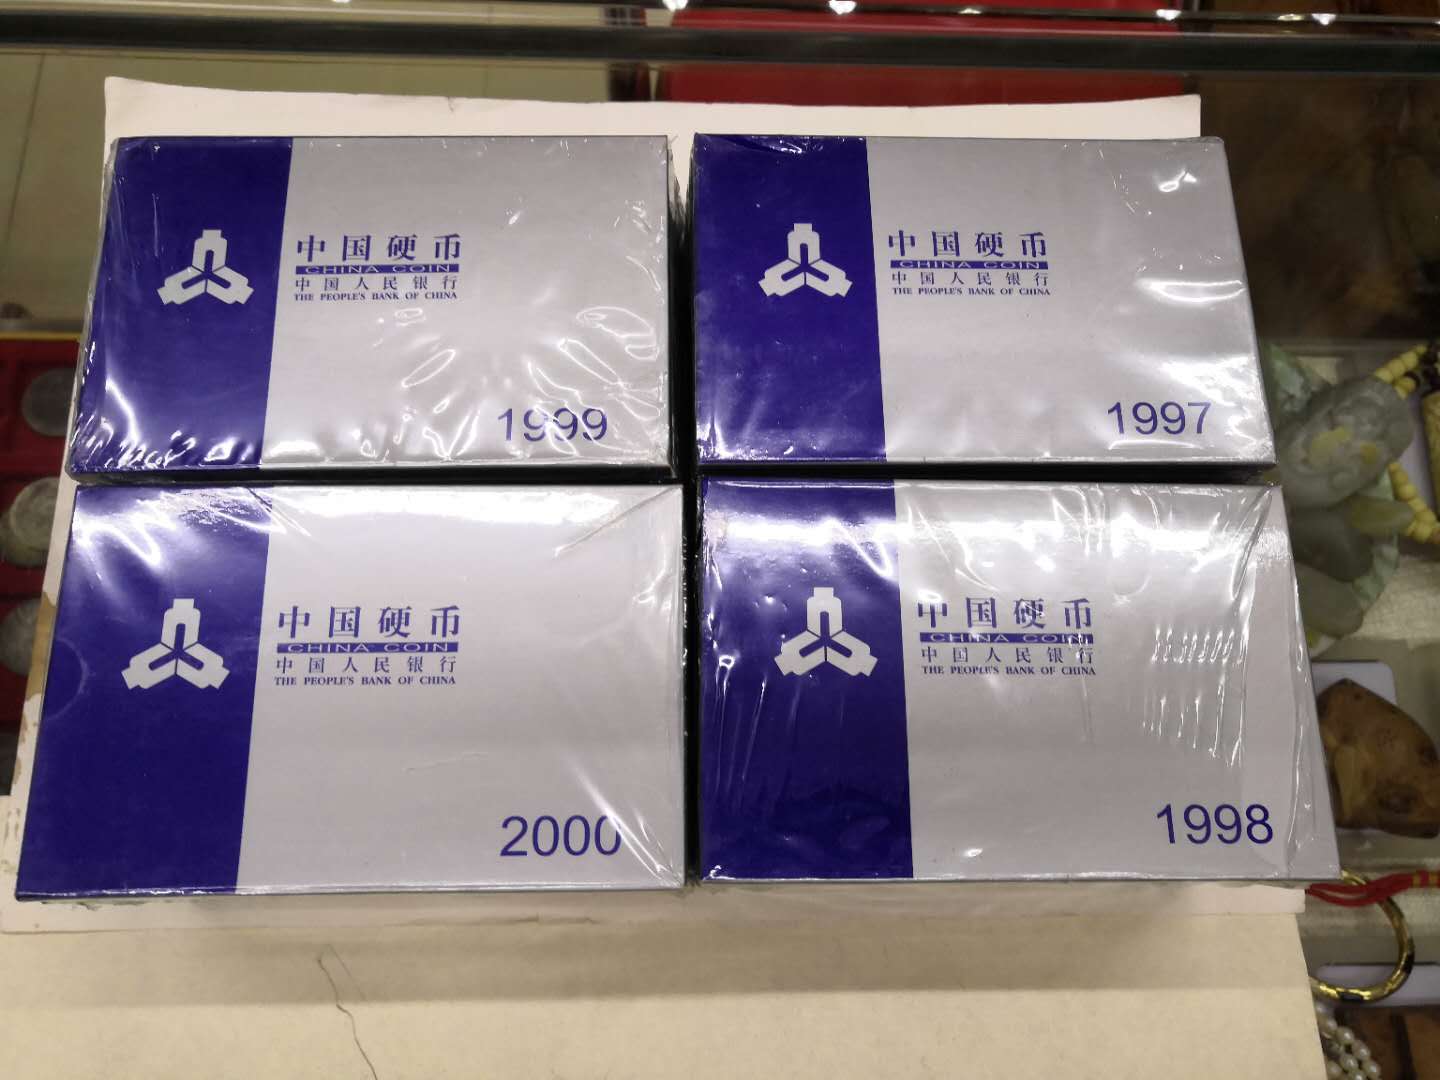 中国硬币
CHINA COIN
中国人民银行
THE PEOPLE'S BANK OF CHINA
1999
中国硬币
CHINA COIN
中国人民银行
THE PEOPLE'S BANK OF CHINA
1997
中国硬币
CHINA COIN
中国人民银行
THE PEOPLE'S BANK OF CHINA
2000
中国硬币
CHINA COIN
中国人民银行
THE PEOPLE'S BANK OF CHINA
1998